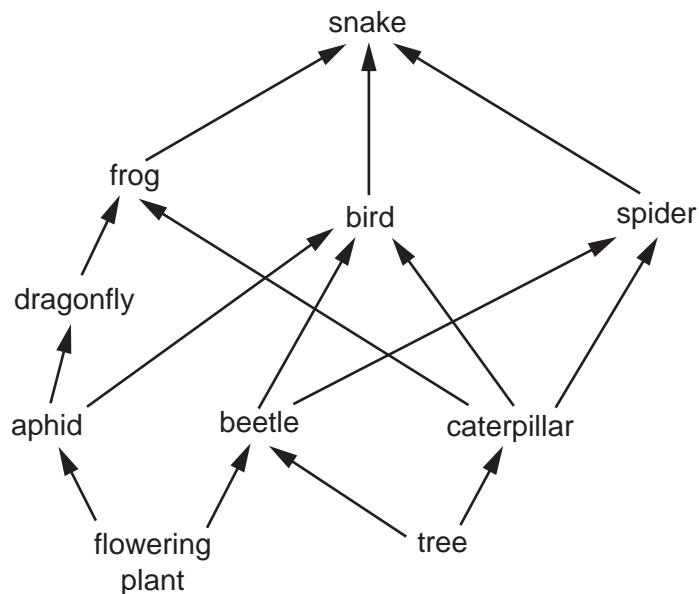 snake
frog
bird
spider
dragonfly
aphid
beetle
caterpillar
flowering
plant
tree